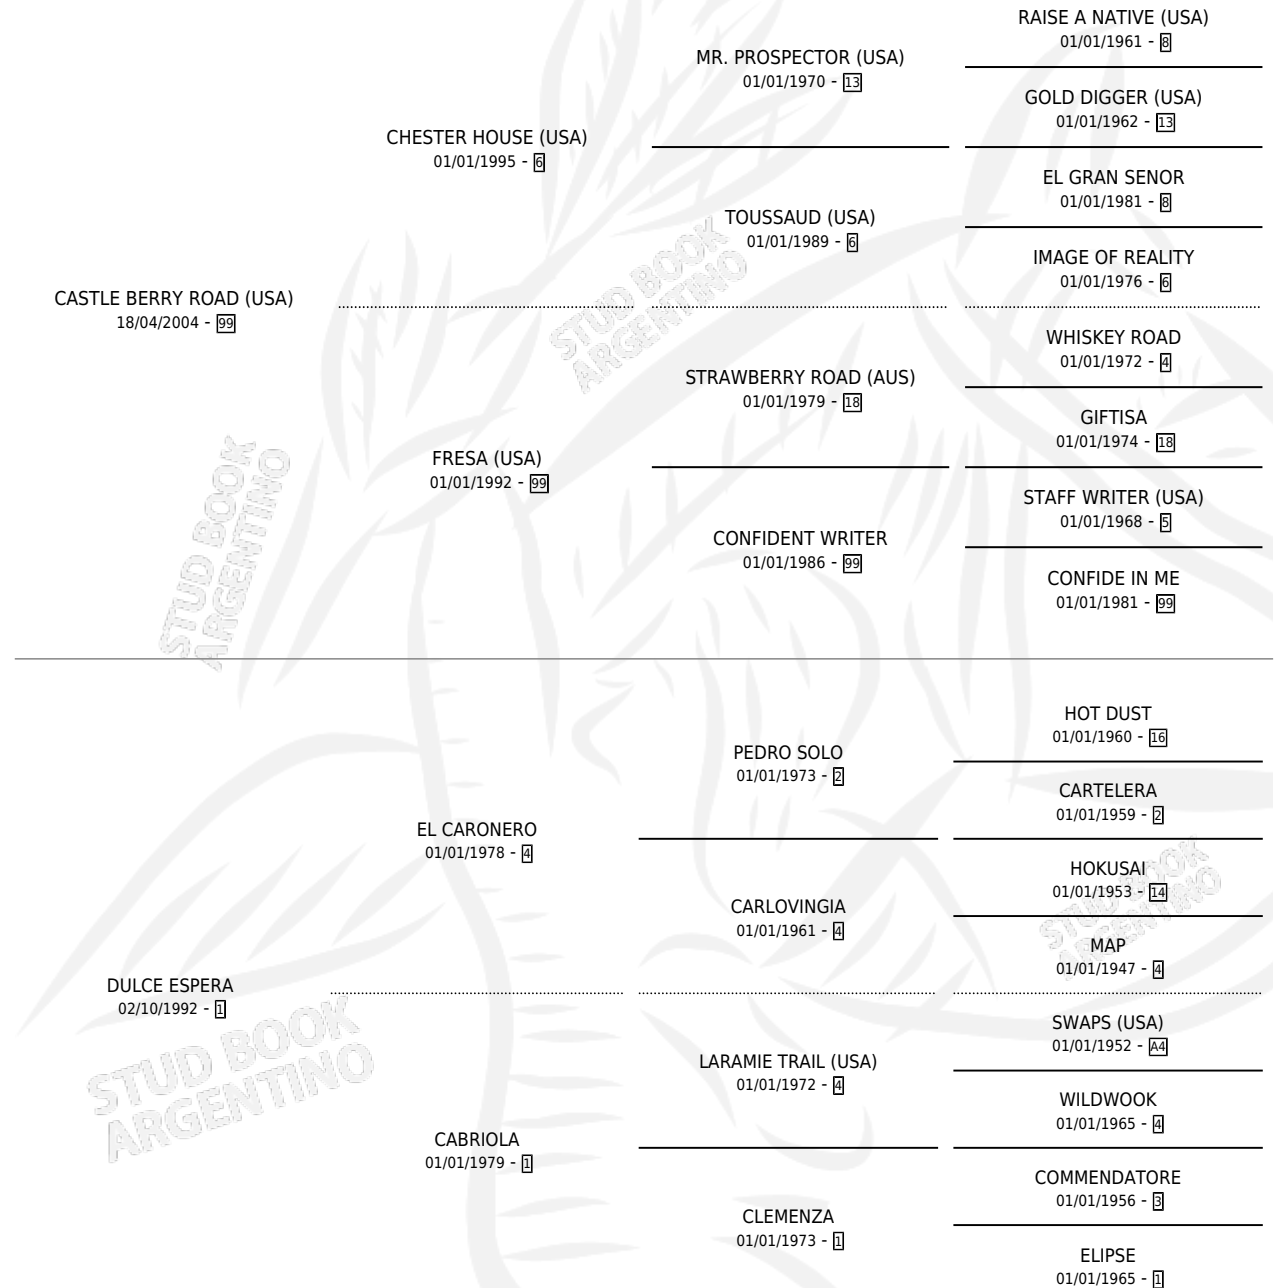 RAISE A NATIVE (USA)
01/01/1961 - 8
MR. PROSPECTOR (USA)
01/01/1970 - 13
GOLD DIGGER (USA)
01/01/1962 - 13
CHESTER HOUSE (USA)
01/01/1995 - 6
EL GRAN SENOR
01/01/1981 - 8
TOUSSAUD (USA)
01/01/1989 - 6
IMAGE OF REALITY
01/01/1976 - 6
CASTLE BERRY ROAD (USA)
18/04/2004 - 99
WHISKEY ROAD
01/01/1972 - 4
STRAWBERRY ROAD (AUS)
01/01/1979 - 18
GIFTISA
01/01/1974 - 18
FRESA (USA)
01/01/1992 - 99
STAFF WRITER (USA)
01/01/1968 - 5
CONFIDENT WRITER
01/01/1986 - 99
CONFIDE IN ME
01/01/1981 - 99
HOT DUST
01/01/1960 - 16
PEDRO SOLO
01/01/1973 - 2
CARTELERA
01/01/1959 - 2
EL CARONERO
01/01/1978 - 4
HOKUSAI
01/01/1953 - 14
CARLOVINGIA
01/01/1961 - 4
MAP
01/01/1947 - 4
DULCE ESPERA
02/10/1992 - 1
SWAPS (USA)
01/01/1952 - A4
LARAMIE TRAIL (USA)
01/01/1972 - 4
WILDWOOK
01/01/1965 - 4
CABRIOLA
01/01/1979 - 1
COMMENDATORE
01/01/1956 - 3
CLEMENZA
01/01/1973 - 1
ELIPSE
01/01/1965 - 1
STUD BOOK
ARGENTINO
STUD BOOK
ARGENTINO
STUD BOOK
ARGENTINO
STUD BOOK
ARGENTINO